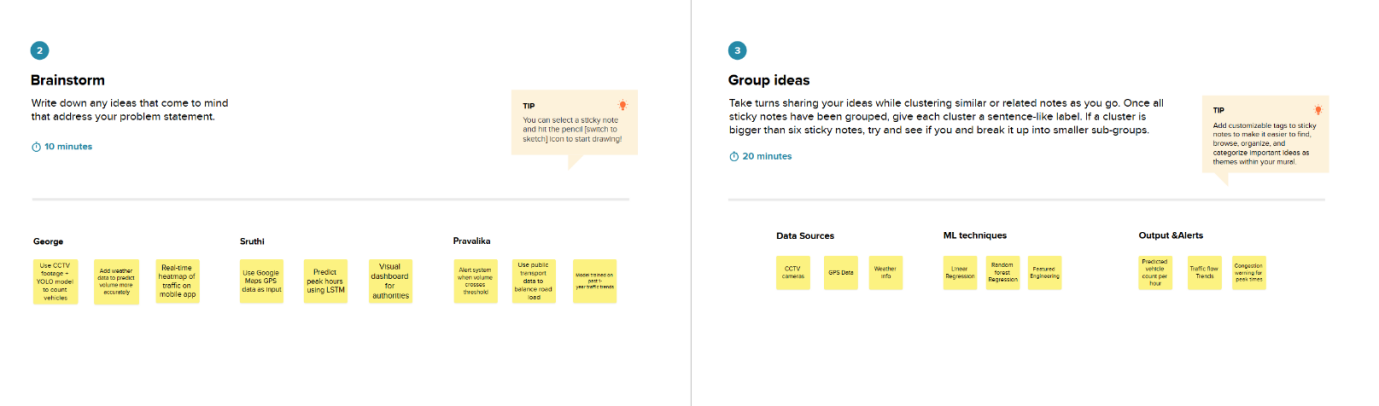 2
Brainstorm
Write down any ideas that come to mind
that address your problem statement.
10 minutes
TIP
You can select a sticky note
and hit the pencil [switch to
sketch] icon to start drawing!
George
Use CCTV
footage +
YOLO model
to count
vehicles
Add weather
data to predict
volume more
accurately
Real-time
heatmap of
traffic on
mobile app
Sruthi
Use Google
Maps GPS
data as input
Predict
peak hours
using LSTM
Visual
dashboard
for
authorities
Pravalika
Alert system
when volume
crosses
threshold
Use public
transport
data to
balance road
load
Model trained on
past
year traffic trends
3
Group ideas
Take turns sharing your ideas while clustering similar or related notes as you go. Once all
sticky notes have been grouped, give each cluster a sentence-like label. If a cluster is
bigger than six sticky notes, try and see if you and break it up into smaller sub-groups.
20 minutes
TIP
Add customizable tags to sticky
notes to make it easier to find,
browse, organize, and
categorize important ideas as
themes within your mural.
Data Sources
CCTV
cameras
GPS Data
Weather
info
ML techniques
Linear
Regression
Random
forest
Regression
Featured
Engineering
Output &Alerts
Predicted
vehicle
count per
hour
Traffic flow
Trends
Congestion
warning for
peak times